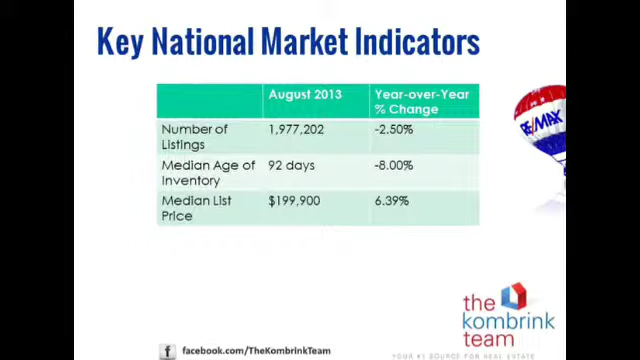 Key National Market Indicators
August 2013
Year-over-Year
% Change
Number of
Listings
1,977,202
-2.50%
Median Age of
Inventory
92 days
-8.00%
Median List
Price
$199,900
6.39%
RE/MAX
the
kombrink
team
YOUR #1 SOURCE FOR REAL ESTATE
f facebook.com/TheKombrinkTeam